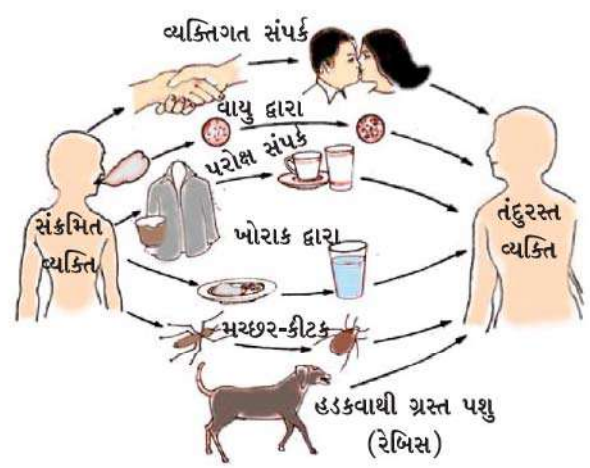 વ્યક્તિગત સંપર્ક
વાયુ દ્વારા
પરોક્ષ સંપર્ક
સંક્રમિત
વ્યક્તિ
તંદુરસ્ત
વ્યક્તિ
ખોરાક દ્વારા
મચ્છર-કીટક
હડકવાથી ગ્રસ્ત પશુ
(રેબિસ)